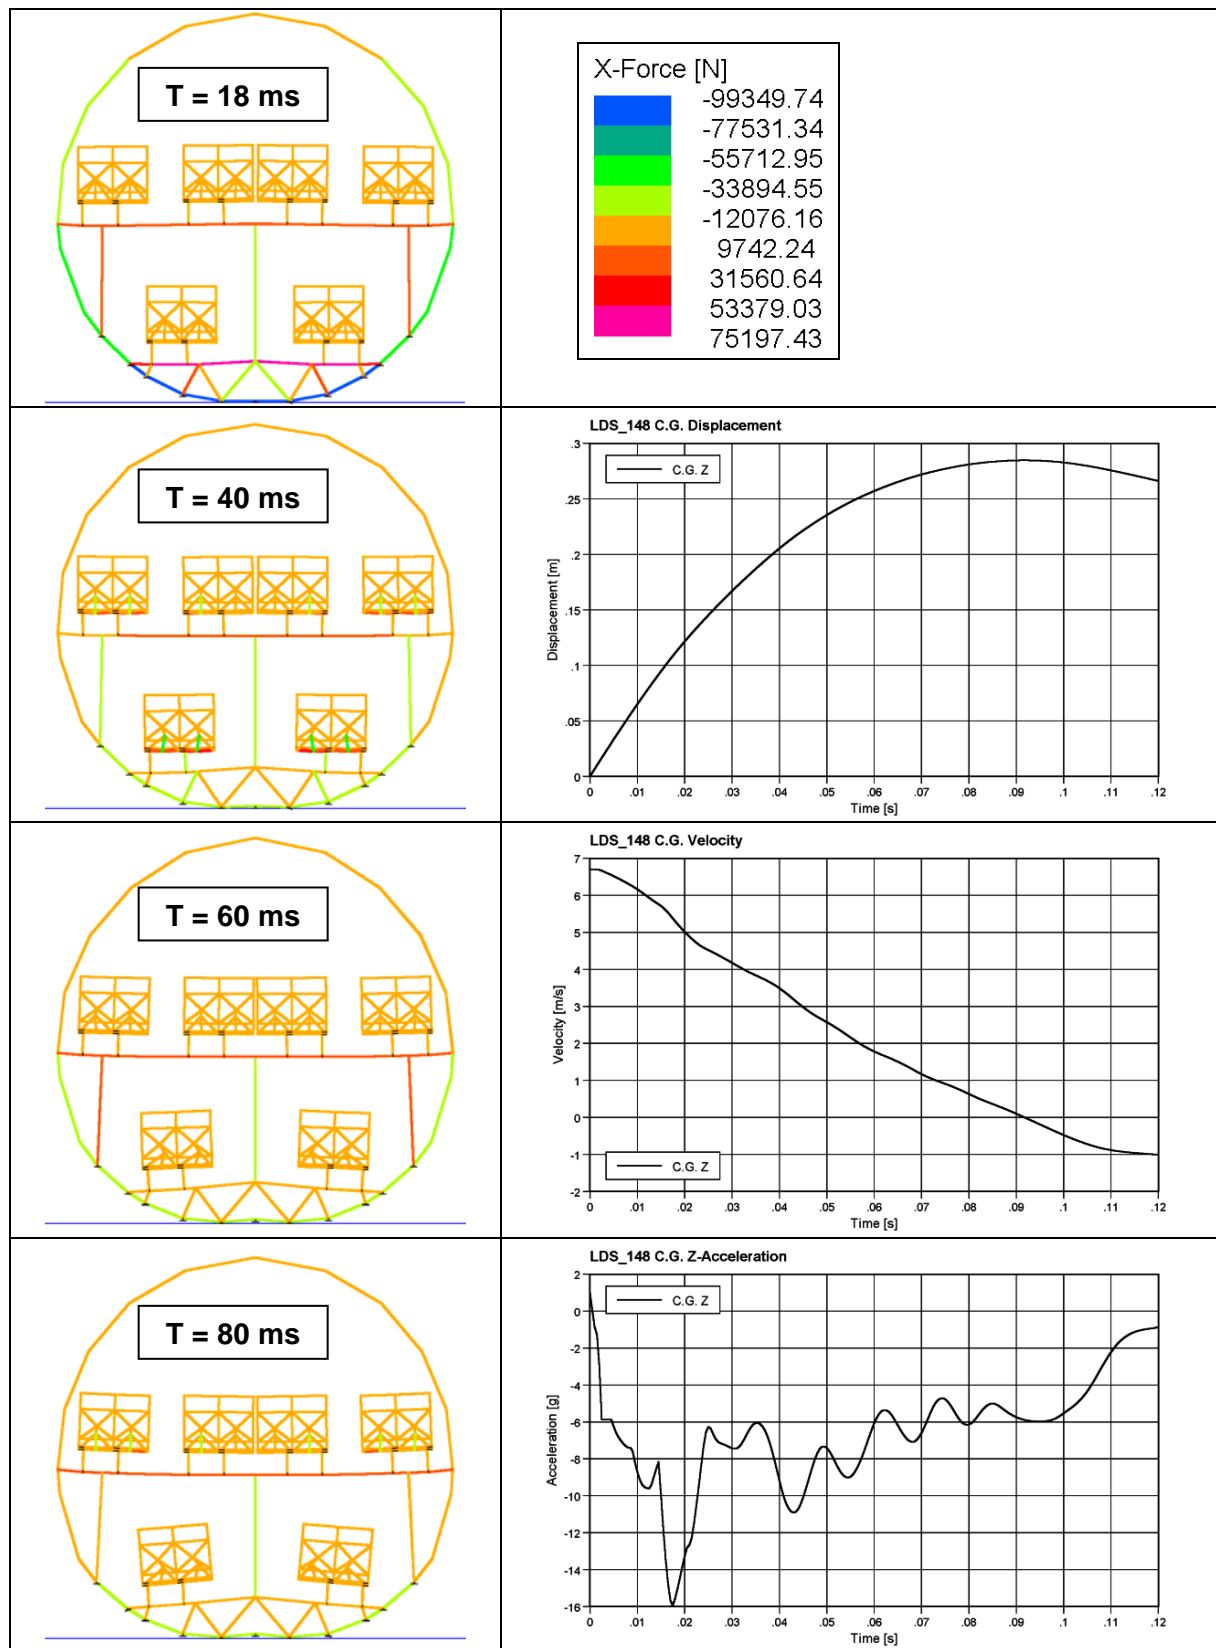 T = 18 ms
X-Force [N]
-99349.74
-77531.34
-55712.95
-33894.55
-12076.16
9742.24
31560.64
53379.03
75197.43
T = 40 ms
LDS_148 C.G. Displacement
C.G. Z
.3
.25
.2
.15
.1
.05
0
Displacement [m]
0 .01 .02 .03 .04 .05 .06 .07 .08 .09 .1 .11 .12
Time [s]
T = 60 ms
LDS_148 C.G. Velocity
7
6
5
4
3
2
1
0
-1
-2
Velocity [m/s]
C.G. Z
0 .01 .02 .03 .04 .05 .06 .07 .08 .09 .1 .11 .12
Time [s]
T = 80 ms
LDS_148 C.G. Z-Acceleration
C.G. Z
2
0
-2
-4
-6
-8
-10
-12
-14
-16
Acceleration [g]
0 .01 .02 .03 .04 .05 .06 .07 .08 .09 .1 .11 .12
Time [s]